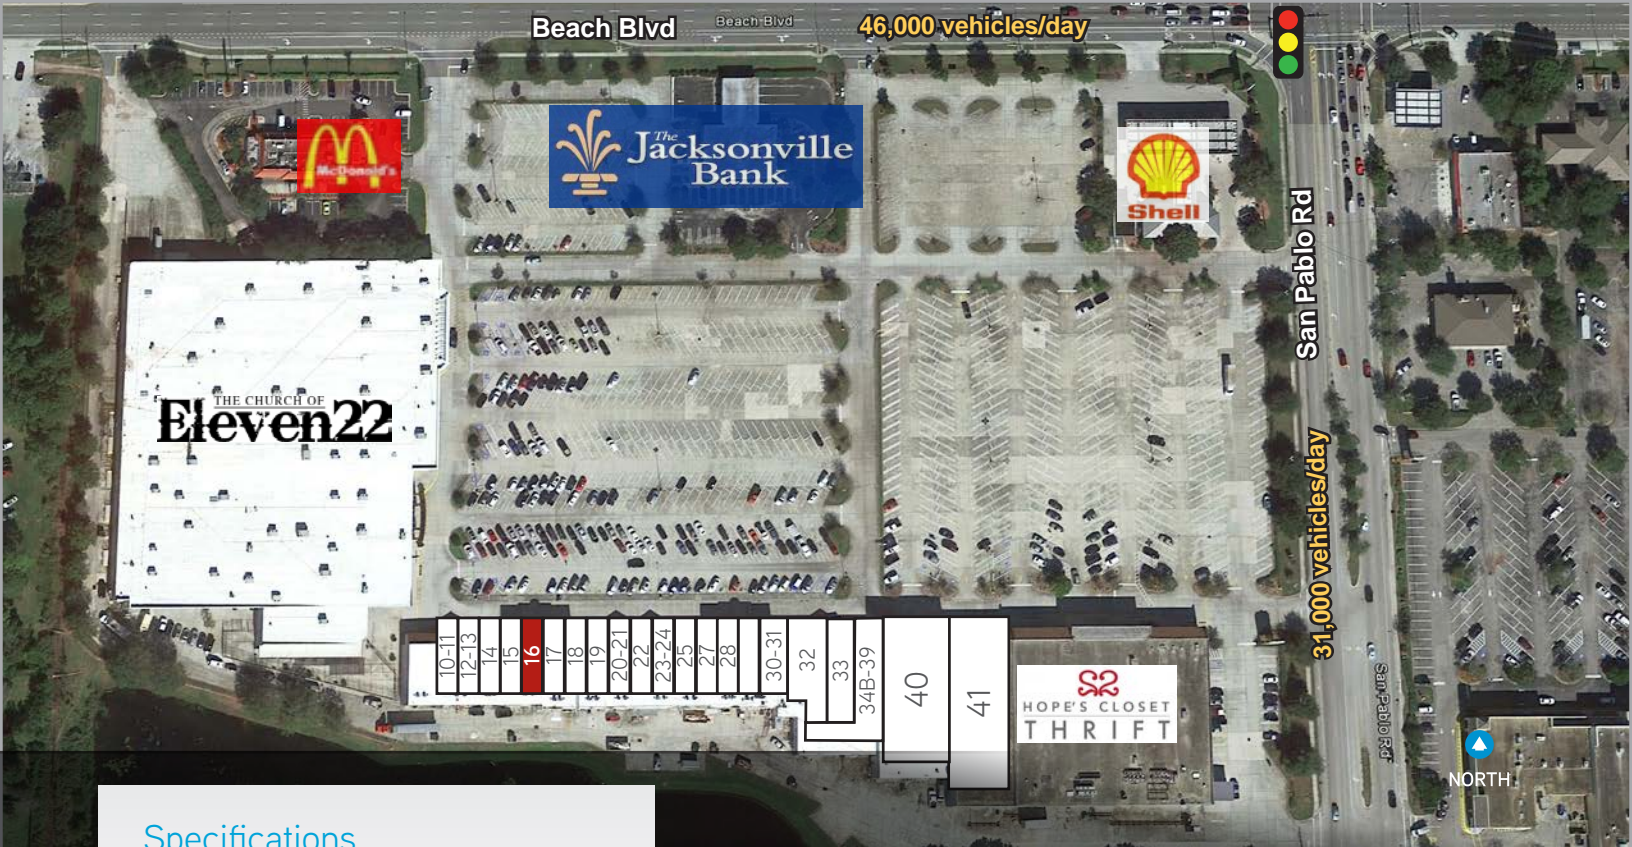 Beach Blvd
Beach Blvd
46,000 vehicles/day
McDonald's
The
Jacksonville
Bank
Shell
San Pablo Rd
THE CHURCH OF
Eleven22
31,000 vehicles/day
10-11
12-13
14
15
16
17
18
19
20-21
22
23-24
25
27
28
30-31
32
33
34B-39
40
41
HOPE'S CLOSET
THRIFT
San Pablo Rd
NORTH
Specifications